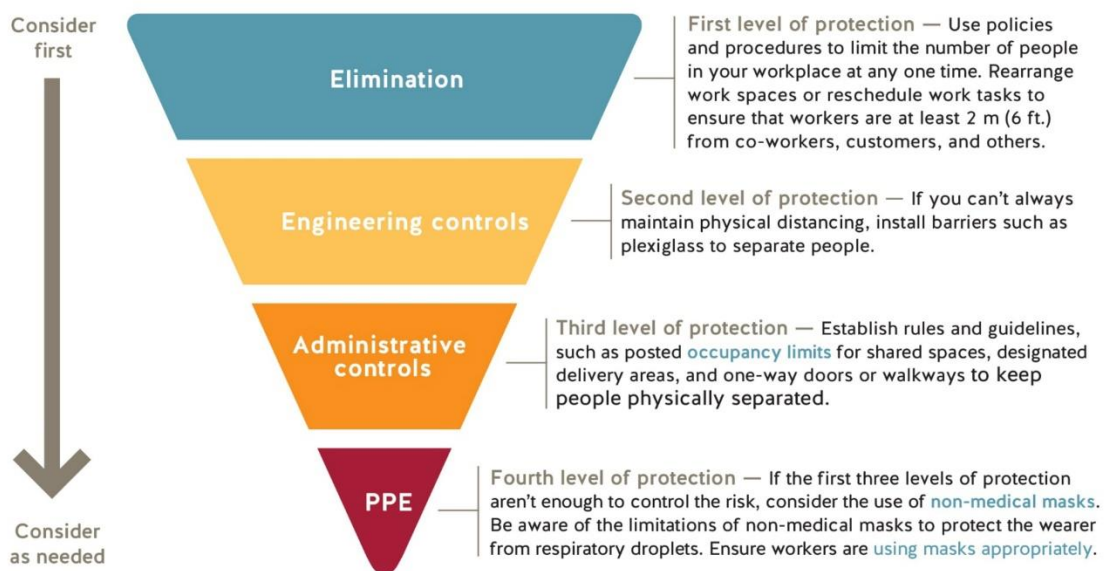 Consider
first
Elimination
First level of protection — Use policies
and procedures to limit the number of people
in your workplace at any one time. Rearrange
work spaces or reschedule work tasks to
ensure that workers are at least 2 m (6 ft.)
from co-workers, customers, and others.
Engineering controls
Second level of protection — If you can’t always
maintain physical distancing, install barriers such as
plexiglass to separate people.
Administrative
controls
Third level of protection — Establish rules and guidelines,
such as posted occupancy limits for shared spaces, designated
delivery areas, and one-way doors or walkways to keep
people physically separated.
PPE
Fourth level of protection — If the first three levels of protection
aren’t enough to control the risk, consider the use of non-medical masks.
Be aware of the limitations of non-medical masks to protect the wearer
from respiratory droplets. Ensure workers are using masks appropriately.
Consider
as needed